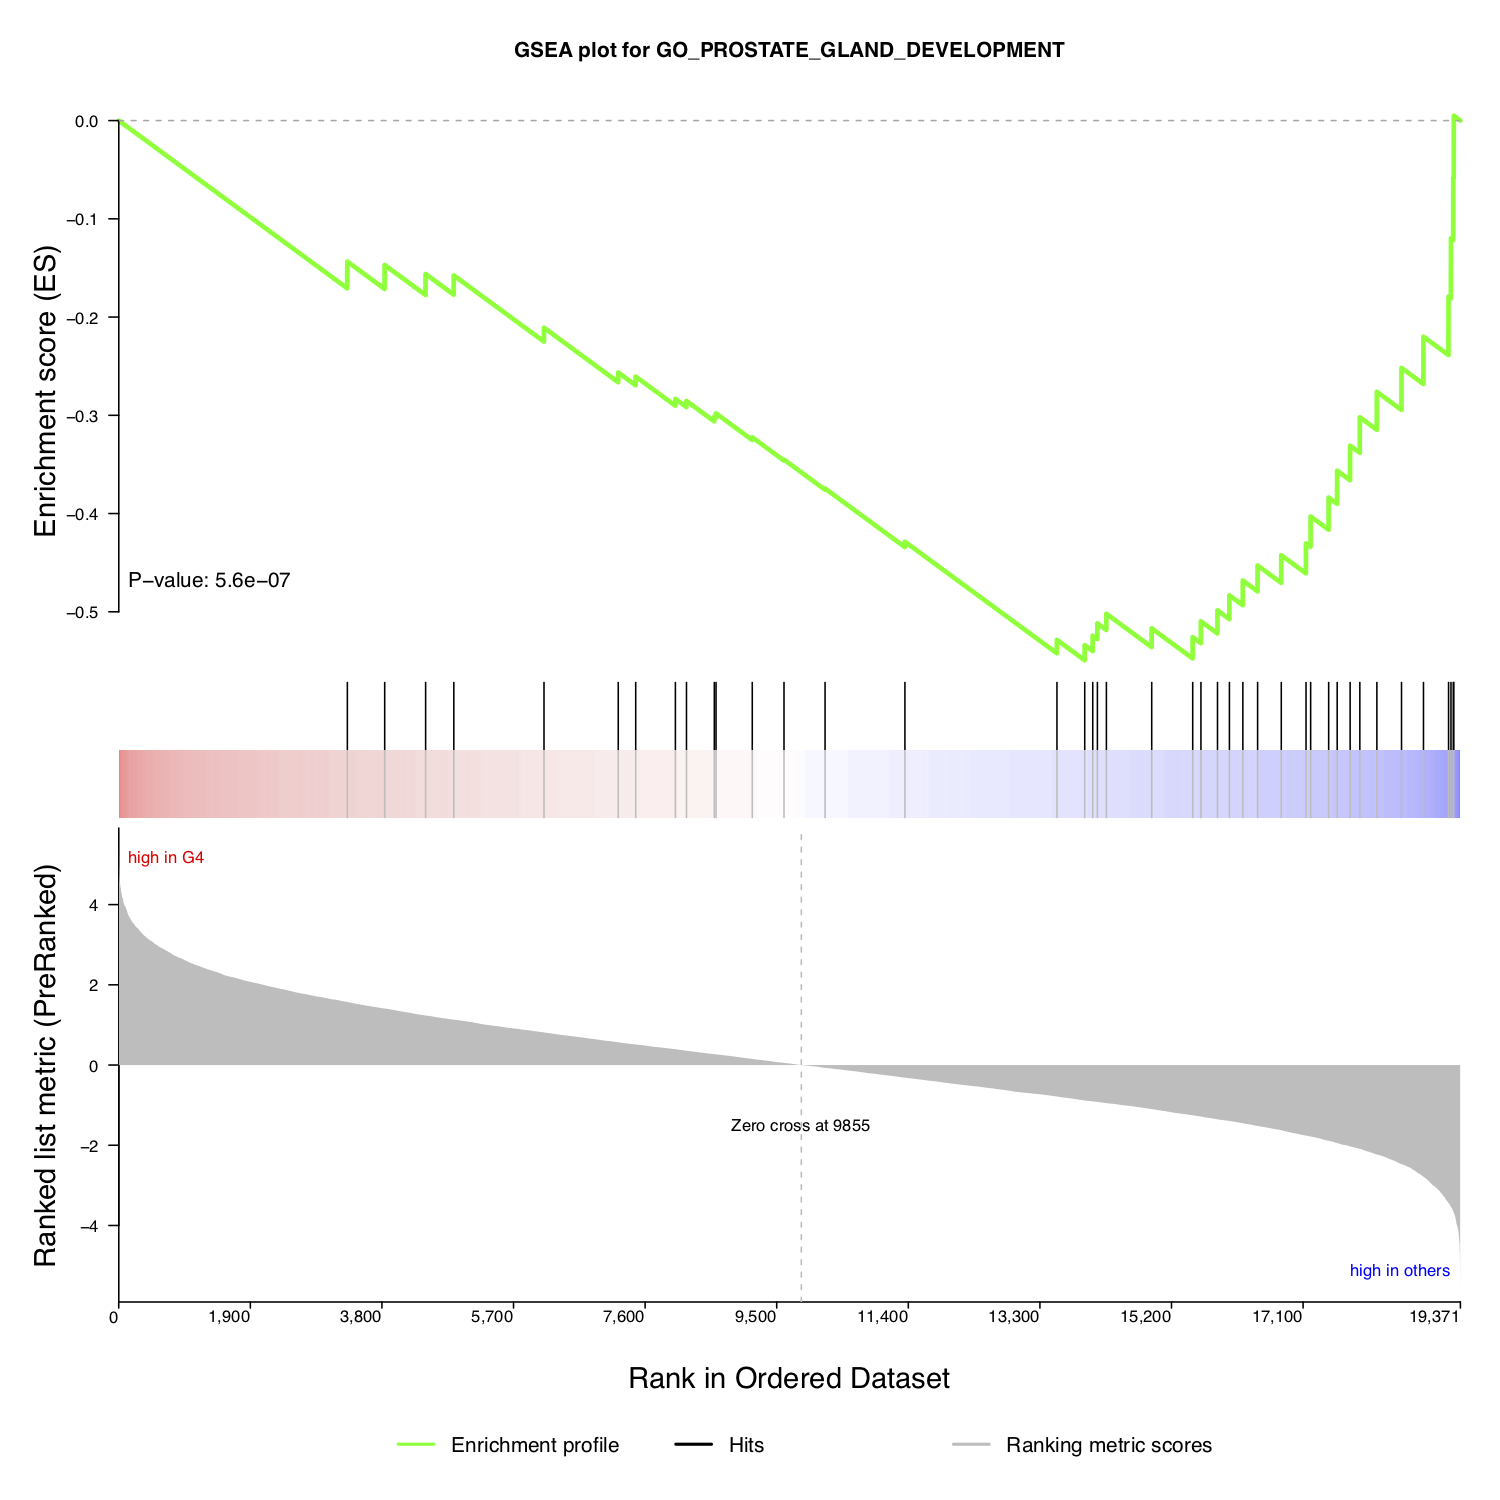 GSEA plot for GO_PROSTATE_GLAND_DEVELOPMENT
Enrichment score (ES)
0.0
−0.1
−0.2
−0.3
−0.4
−0.5
P−value: 5.6e−07
high in G4
Ranked list metric (PreRanked)
4
2
0
−2
−4
Zero cross at 9855
high in others
0 1,900 3,800 5,700 7,600 9,500 11,400 13,300 15,200 17,100 19,371
Rank in Ordered Dataset
Enrichment profile Hits Ranking metric scores